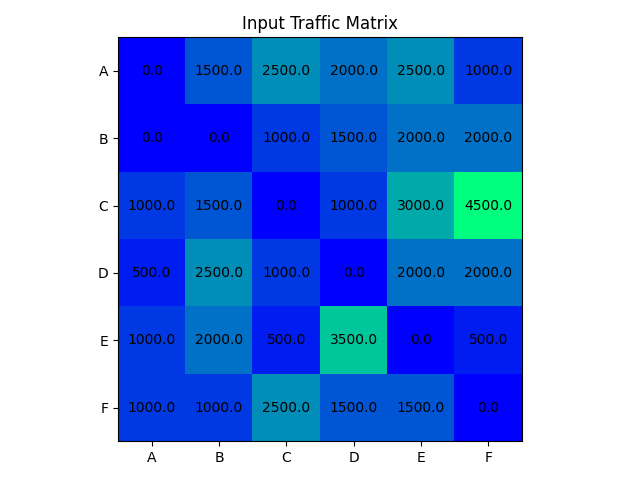 Input Traffic Matrix
A 0.0 1500.0 2500.0 2000.0 2500.0 1000.0
B 0.0 0.0 1000.0 1500.0 2000.0 2000.0
C 1000.0 1500.0 0.0 1000.0 3000.0 4500.0
D 500.0 2500.0 1000.0 0.0 2000.0 2000.0
E 1000.0 2000.0 500.0 3500.0 0.0 500.0
F 1000.0 1000.0 2500.0 1500.0 1500.0 0.0
A B C D E F